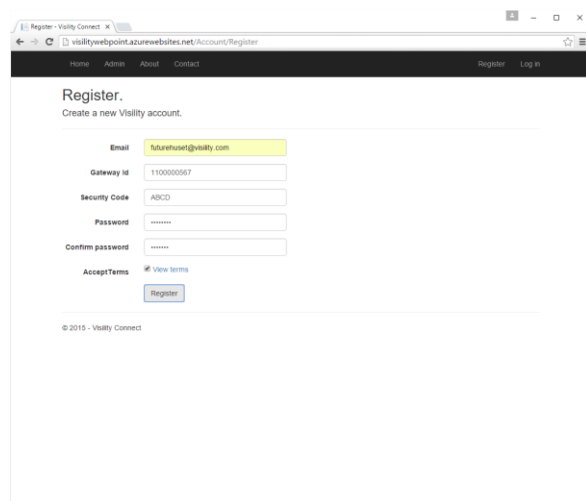 Register - Visility Connect
visilitywebpoint.azurewebsites.net/Account/Register
Home Admin About Contact Register Log in
Register.
Create a new Visility account.
Email futurehuset@visility.com
Gateway id 1100000567
Security Code ABCD
Password ••••••••
Confirm password •••••••
AcceptTerms View terms
Register
© 2015 - Visility Connect